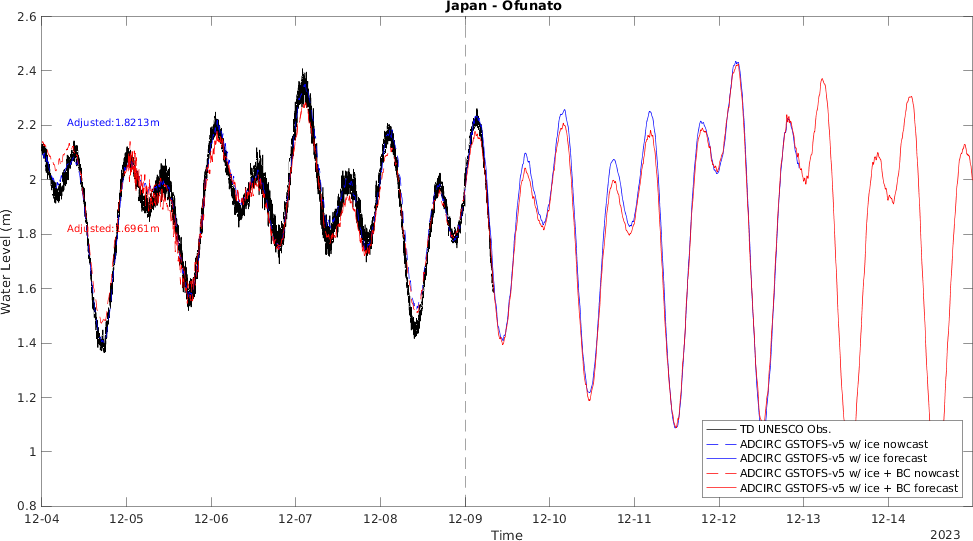 Japan - Ofunato
Water Level (m)
2.6
2.4
2.2
2
1.8
1.6
1.4
1.2
1
0.8
Adjusted:1.8213m
Adjusted:1.6961m
TD UNESCO Obs.
ADCIRC GSTOFS-v5 w/ ice nowcast
ADCIRC GSTOFS-v5 w/ ice forecast
ADCIRC GSTOFS-v5 w/ ice + BC nowcast
ADCIRC GSTOFS-v5 w/ ice + BC forecast
12-04 12-05 12-06 12-07 12-08 12-09 12-10 12-11 12-12 12-13 12-14
Time
2023